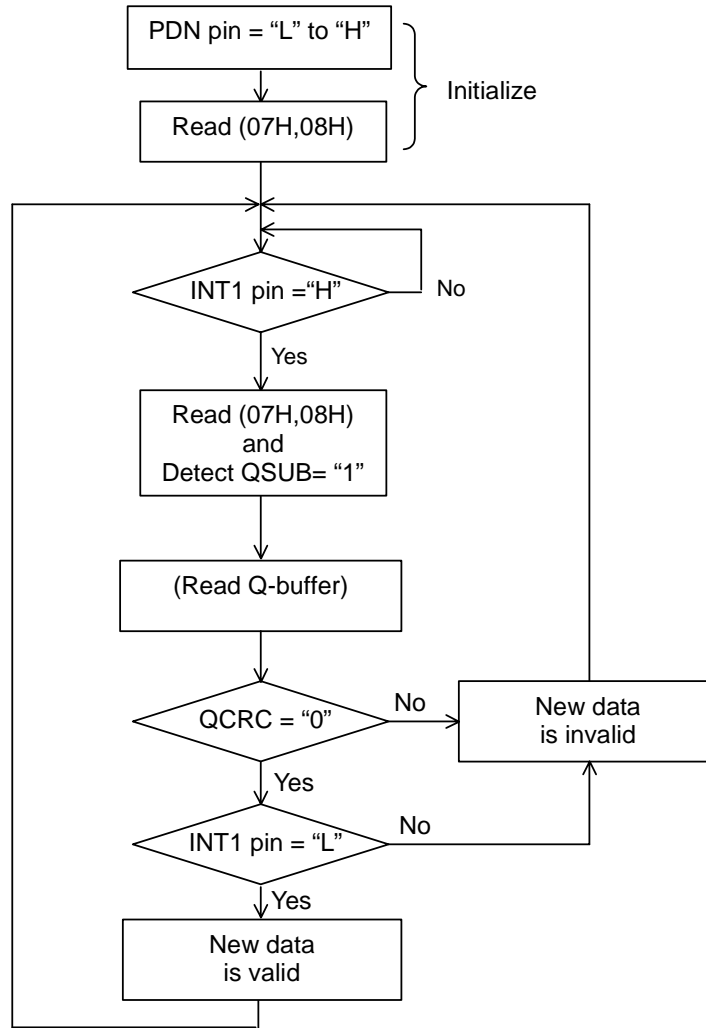 PDN pin = “L” to “H”
Initialize
Read (07H,08H)
INT1 pin =“H”
No
Yes
Read (07H,08H)
and
Detect QSUB= “1”
(Read Q-buffer)
QCRC = “0”
No
New data
is invalid
Yes
INT1 pin = “L”
No
Yes
New data
is valid